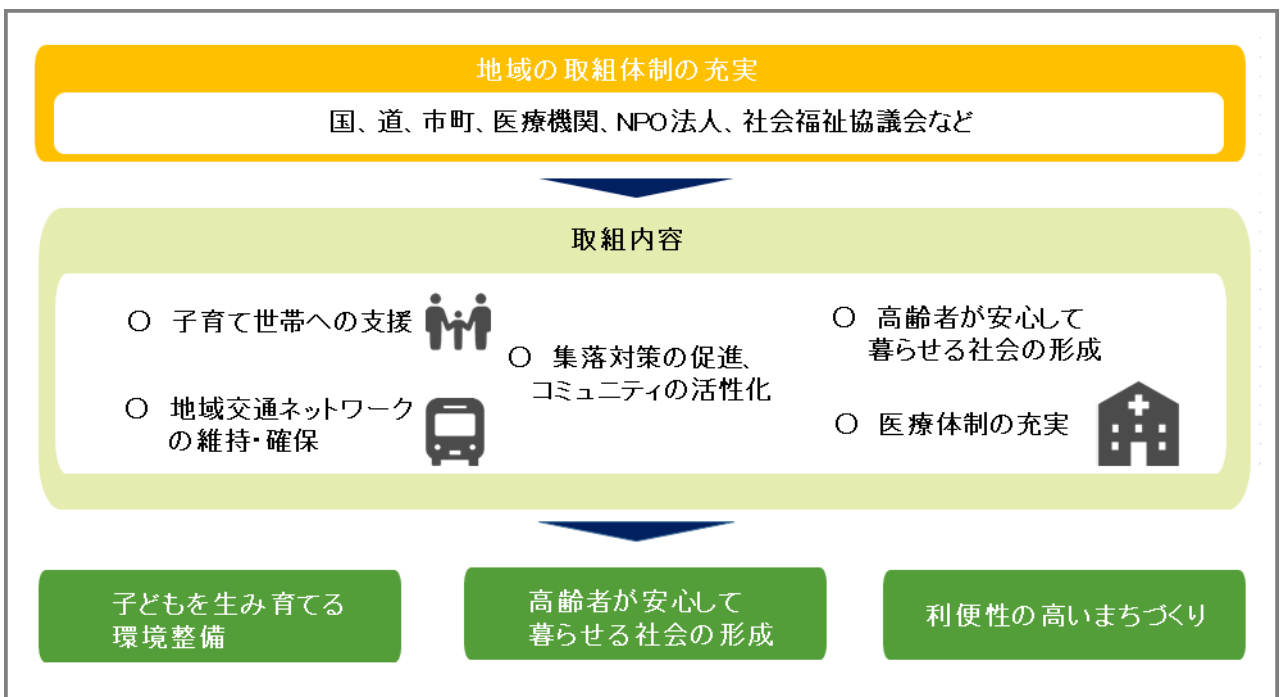 地域の取組体制の充実
国、道、市町、医療機関、NPO法人、社会福祉協議会など
取組内容
〇 子育て世帯への支援
〇 地域交通ネットワーク
の維持・確保
〇 集落対策の促進、
コミュニティの活性化
〇 高齢者が安心して
暮らせる社会の形成
〇 医療体制の充実
子どもを生み育てる
環境整備
高齢者が安心して
暮らせる社会の形成
利便性の高いまちづくり